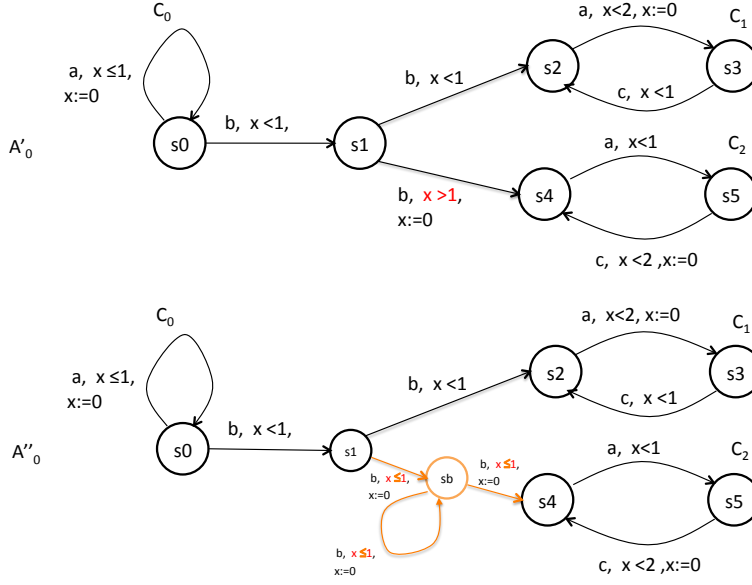 C0
a, x<2, x:=0
C1
a, x ≤1,
x:=0
s2
s3
b, x <1
c, x <1
b, x <1,
s0
s1
A'0
C2
a, x<1
b, x >1,
x:=0
s4
s5
c, x <2 ,x:=0
C0
a, x<2, x:=0
C1
a, x ≤1,
x:=0
s2
s3
b, x <1
c, x <1
b, x <1,
s0
s1
A''0
C2
a, x<1
b, x ≤1,
x:=0
sb
b, x ≤1,
x:=0
s4
s5
b, x ≤1,
x:=0
c, x <2 ,x:=0